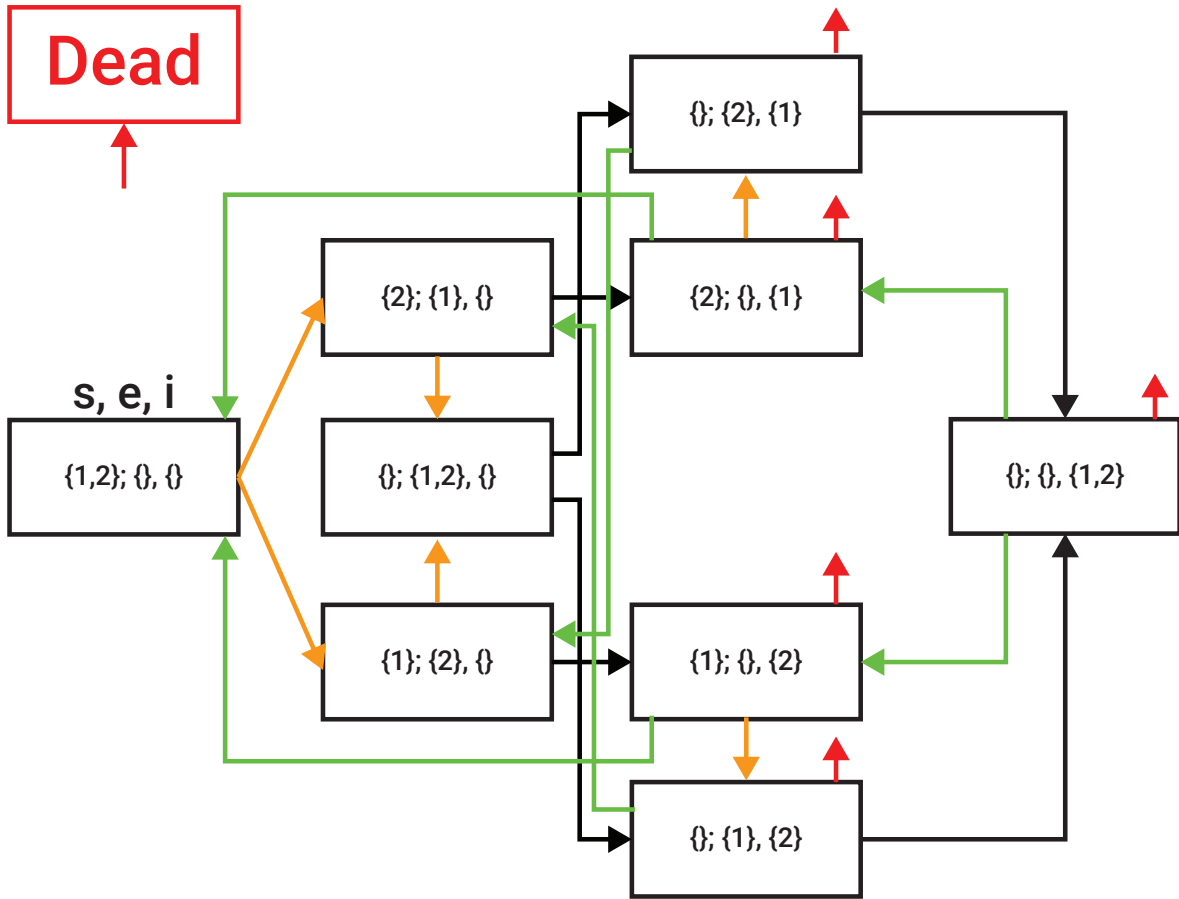 Dead
{}; {2}, {1}
{2}; {1}, {}
{2}; {}, {1}
s, e, i
{1,2}; {}, {}
{}; {1,2}, {}
{}; {}, {1,2}
{1}; {2}, {}
{1}; {}, {2}
{}; {1}, {2}